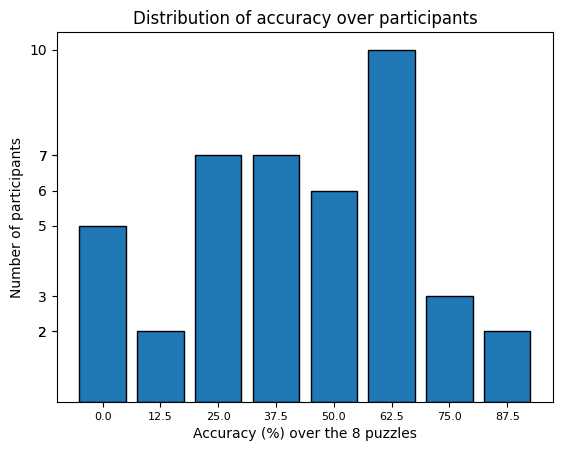 Distribution of accuracy over participants
Number of participants
10
7
6
5
3
2
0.0 12.5 25.0 37.5 50.0 62.5 75.0 87.5
Accuracy (%) over the 8 puzzles